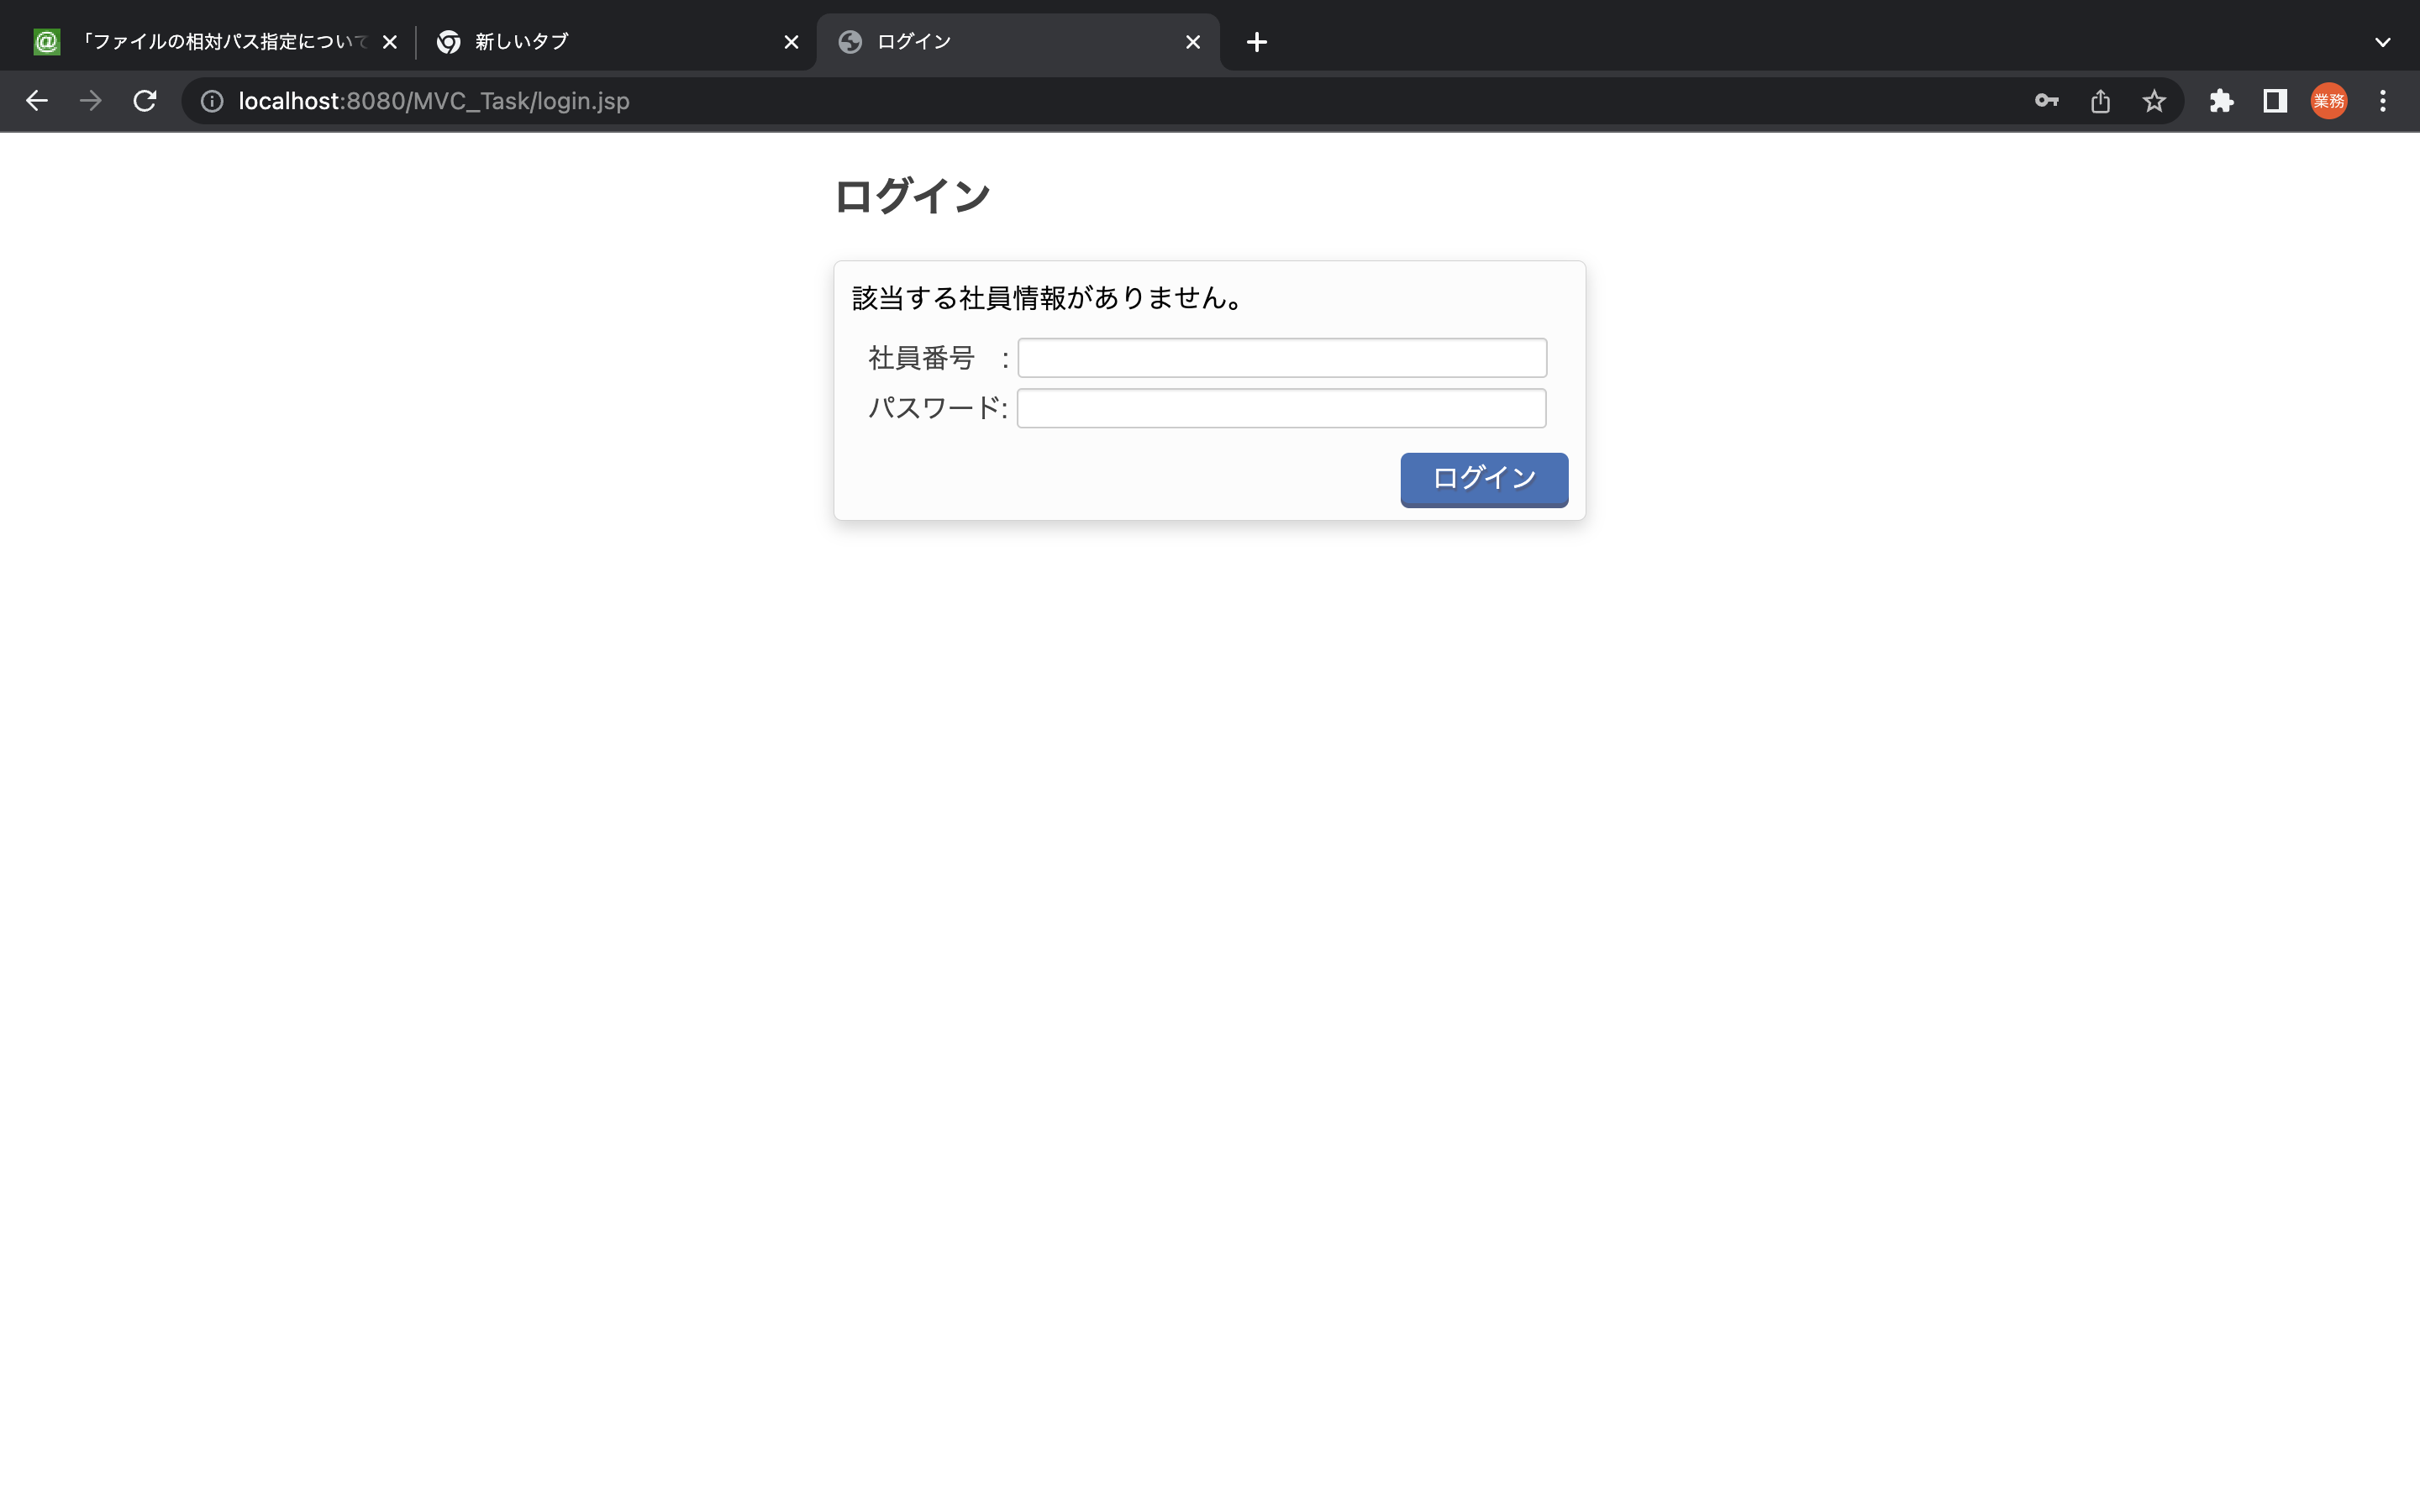 @ 「ファイルの相対パス指定について
新しいタブ
ログイン
localhost:8080/MVC_Task/login.jsp
業務
ログイン
該当する社員情報がありません。
社員番号　:
パスワード:
ログイン